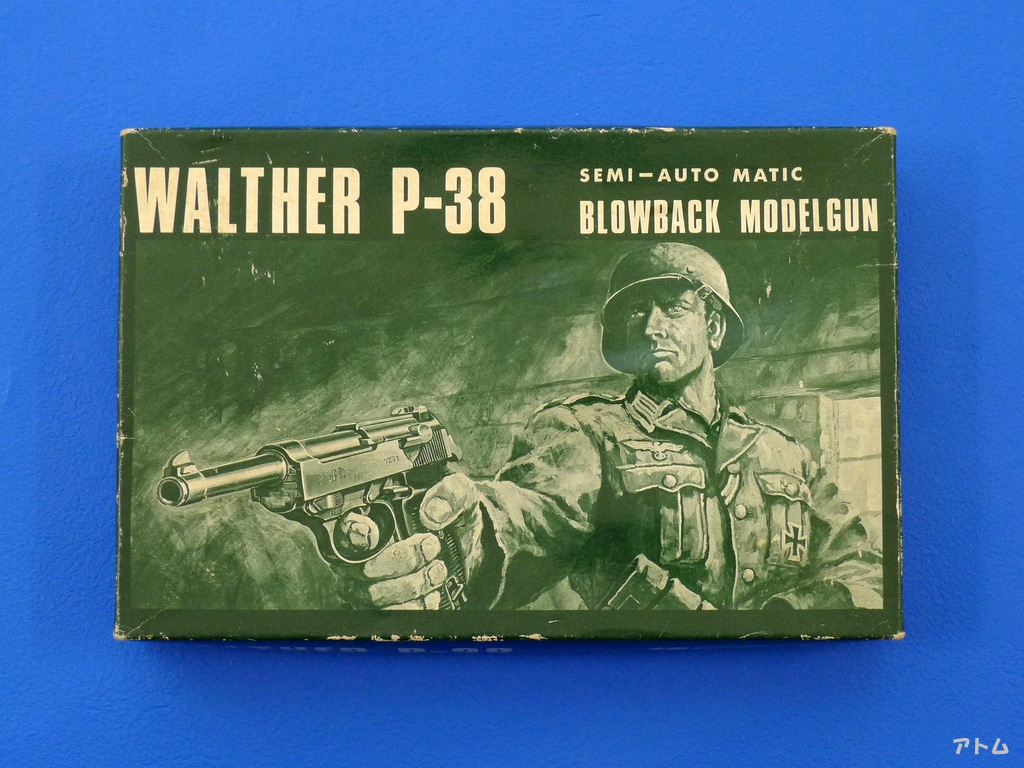 WALTHER P-38
SEMI-AUTO MATIC
BLOWBACK MODELGUN
アトム